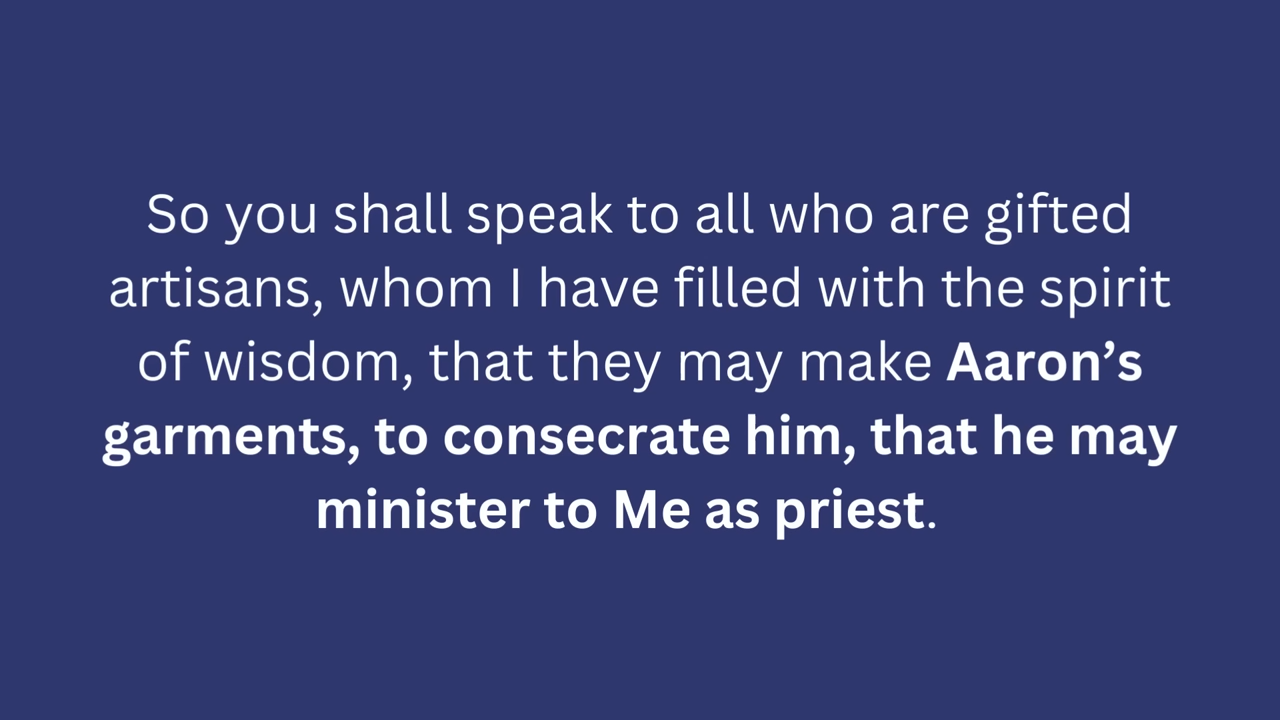 So you shall speak to all who are gifted
artisans, whom I have filled with the spirit
of wisdom, that they may make Aaron’s
garments, to consecrate him, that he may
minister to Me as priest.